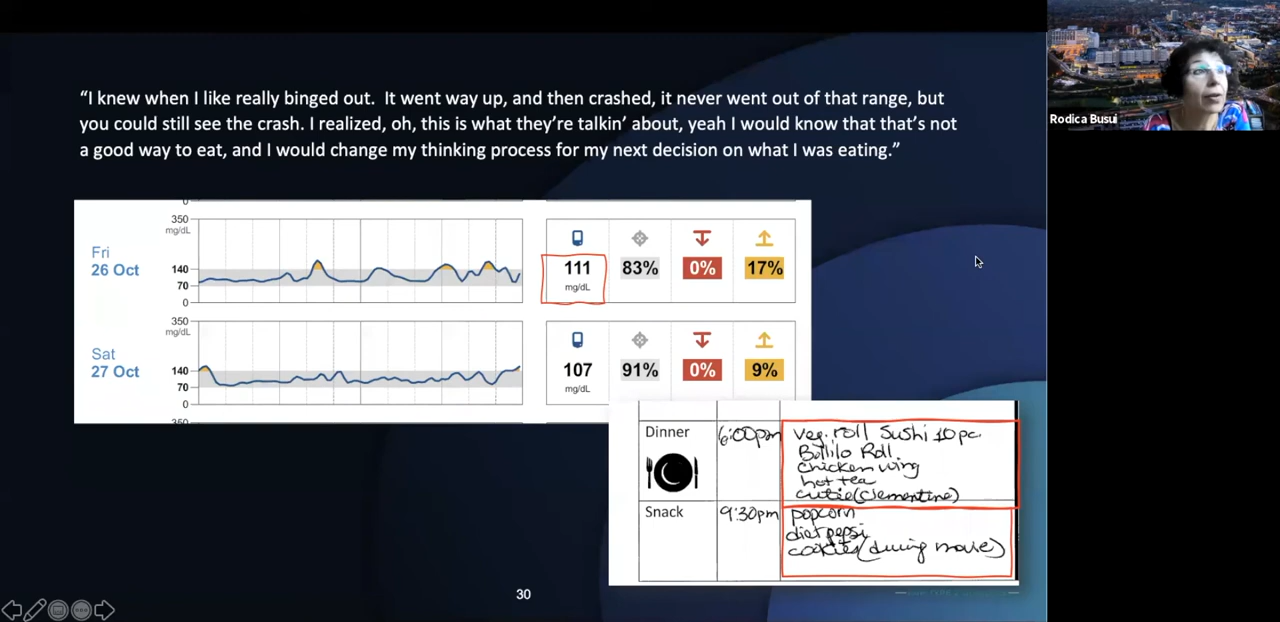 “I knew when I like really binged out.  It went way up, and then crashed, it never went out of that range, but
you could still see the crash. I realized, oh, this is what they’re talkin’ about, yeah I would know that that’s not
a good way to eat, and I would change my thinking process for my next decision on what I was eating.”
Rodica Busui
0
350
mg/dL
Fri
26 Oct
140
70
0
111
mg/dL
83%
0%
17%
350
mg/dL
Sat
27 Oct
140
70
0
107
mg/dL
91%
0%
9%
350
Dinner
6:00pm
veg. roll Sushi 10 pc.
Bollilo Roll.
chicken wing
hot tea
cutie (clementine)
Snack
9:30pm
popcorn
diet pepsi
cookies (during movie)
30